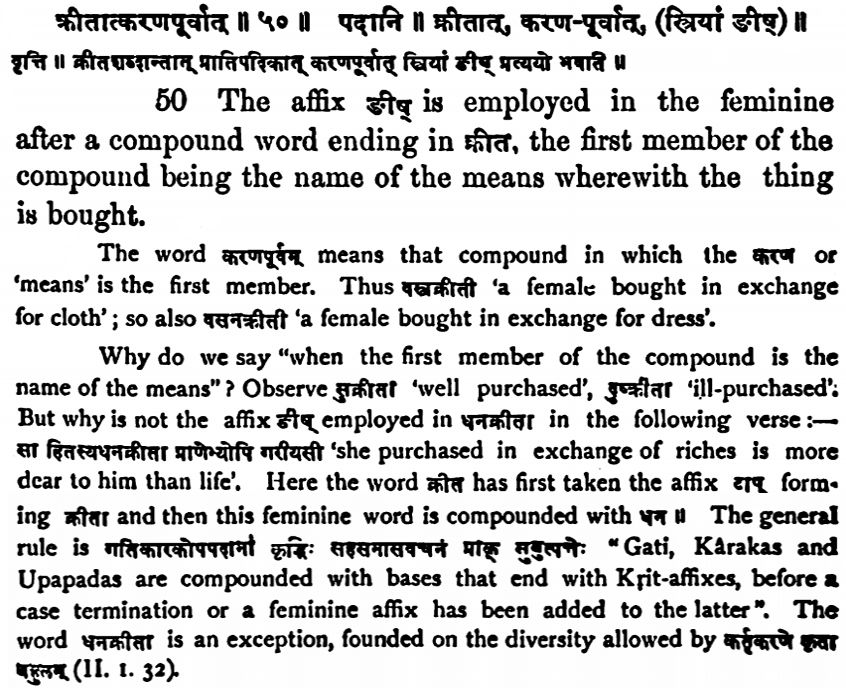 क्रीतात्करणपूर्वात् ॥ ५० ॥ पदानि ॥ क्रीतात्, करण-पूर्वात्, (स्त्रियां ङीष्) ॥
वृत्ति ॥ क्रीतशब्दान्तात् प्रातिपदिकात् करणपूर्वात् स्त्रियां ङीष् प्रत्ययो भवति ॥
50 The affix ङीष् is employed in the feminine
after a compound word ending in क्रीत, the first member of the
compound being the name of the means wherewith the thing
is bought.
The word करणपूर्वम् means that compound in which the करण or
'means' is the first member. Thus वस्त्रक्रीती 'a female bought in exchange
for cloth'; so also वसनक्रीती 'a female bought in exchange for dress'.
Why do we say "when the first member of the compound is the
name of the means"? Observe सुक्रीता 'well purchased', दुष्क्रीता 'ill-purchased'.
But why is not the affix ङीष् employed in धनक्रीता in the following verse :—
सा हितस्यधनक्रीता प्राणेभ्योपि गरीयसी 'she purchased in exchange of riches is more
dear to him than life'. Here the word क्रीत has first taken the affix टाप् form-
ing क्रीता and then this feminine word is compounded with धन ॥ The general
rule is गतिकारकोपपदानां कृद्भिः सहसमासवचनं प्राक् सुबुत्पत्तेः "Gati, Kârakas and
Upapadas are compounded with bases that end with Kṛit-affixes, before a
case termination or a feminine affix has been added to the latter". The
word धनक्रीता is an exception, founded on the diversity allowed by कर्तृकरणे कृता
बहुलम् (II. 1. 32).